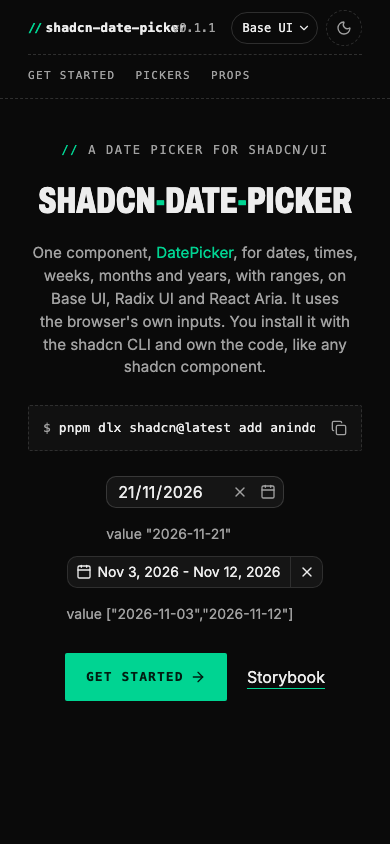 // shadcn-date-picker v0.1.1 Base UI
GET STARTED PICKERS PROPS
// A DATE PICKER FOR SHADCN/UI
SHADCN-DATE-PICKER
One component, DatePicker, for dates, times,
weeks, months and years, with ranges, on
Base UI, Radix UI and React Aria. It uses
the browser's own inputs. You install it with
the shadcn CLI and own the code, like any
shadcn component.
$ pnpm dlx shadcn@latest add anindo
21/11/2026
value "2026-11-21"
Nov 3, 2026 - Nov 12, 2026
value ["2026-11-03","2026-11-12"]
GET STARTED →
Storybook